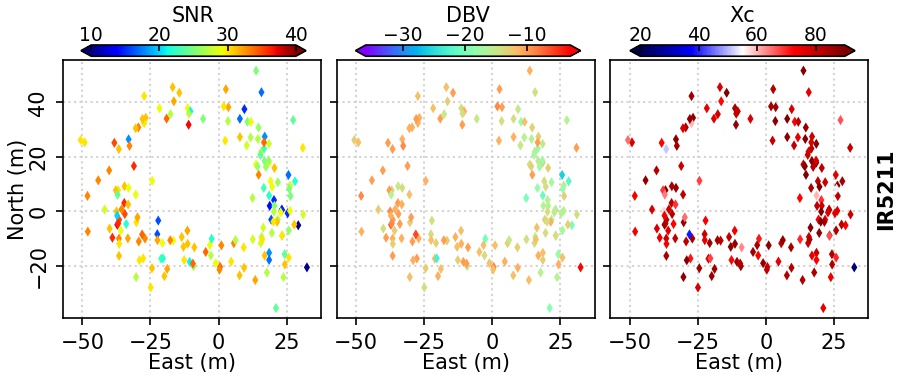 SNR DBV Xc
10 20 30 40 −30 −20 −10 20 40 60 80
North (m)
40
20
0
−20
−50 −25 0 25 −50 −25 0 25 −50 −25 0 25
East (m) East (m) East (m)
IR5211